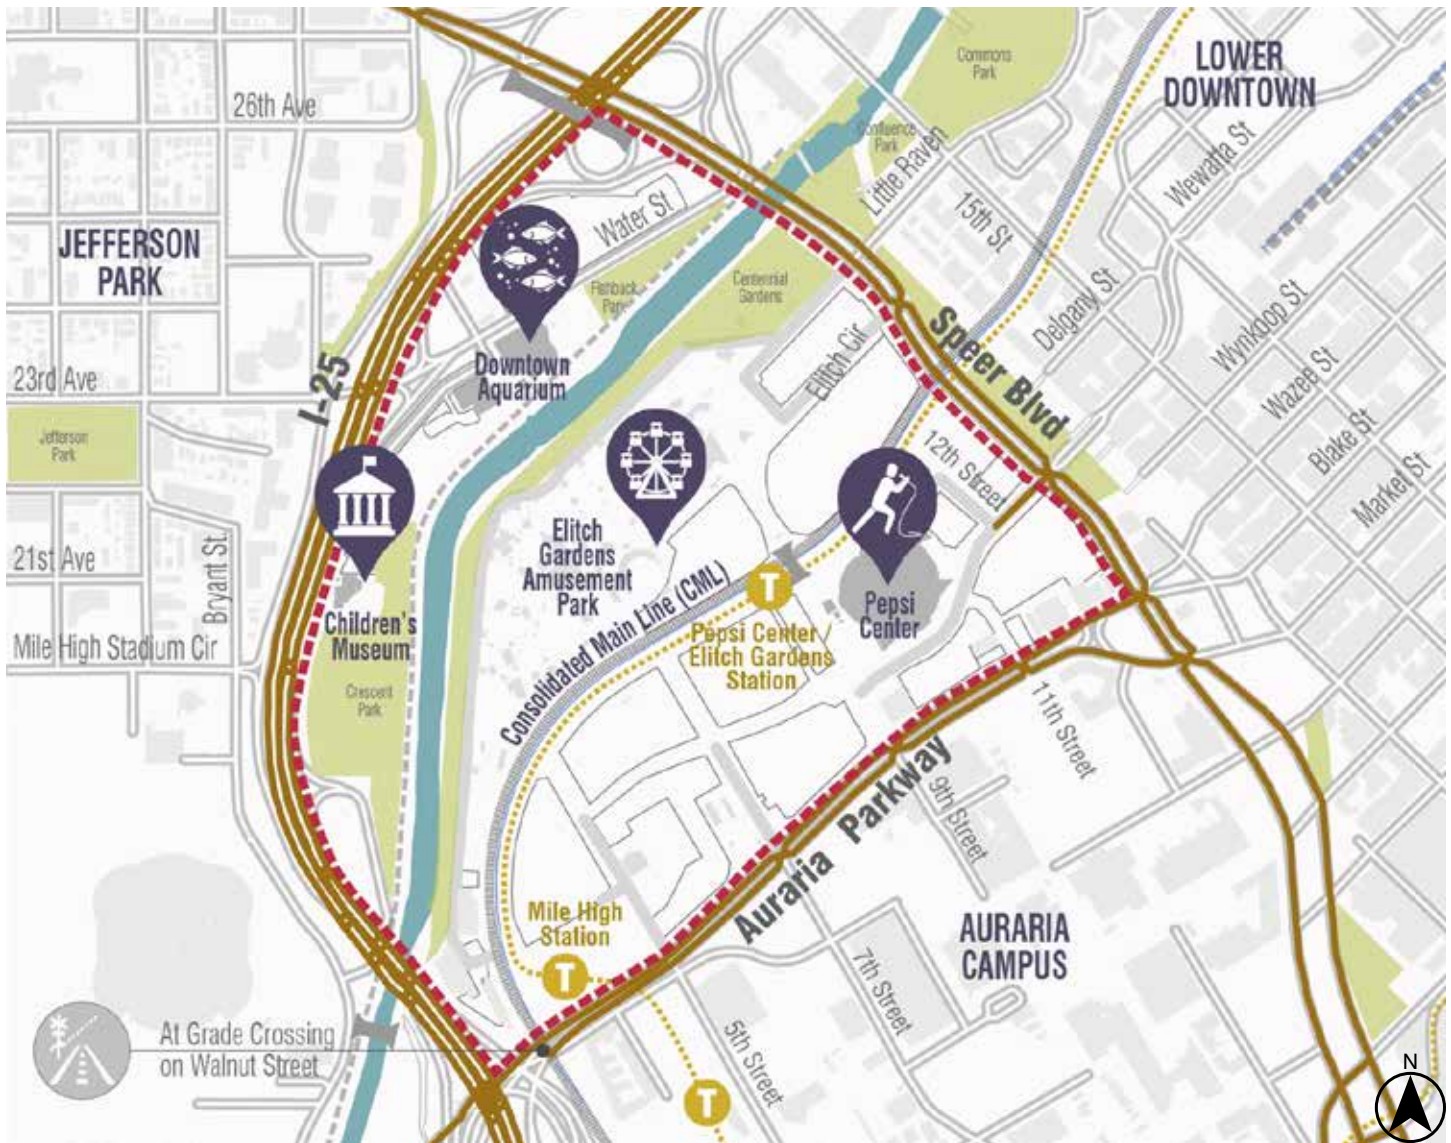 Commons
Park
LOWER
DOWNTOWN
26th Ave
Confluence
Park
Little Raven
Wewatta St
15th St
Water St
JEFFERSON
PARK
Fishback
Park
Centennial
Gardens
Delgany St
Wynkoop St
Speer Blvd
Elitch Cir
Downtown
Aquarium
I-25
23rd Ave
Wazee St
Blake St
Market St
Jefferson
Park
12th Street
21st Ave
Bryant St.
Elitch
Gardens
Amusement
Park
T
Pepsi
Center
Children's
Museum
Mile High Stadium Cir
Consolidated Main Line (CML)
Pepsi Center /
Elitch Gardens
Station
Crescent
Park
11th Street
9th Street
Auraria Parkway
Mile High
Station
T
AURARIA
CAMPUS
7th Street
At Grade Crossing
on Walnut Street
5th Street
T
N